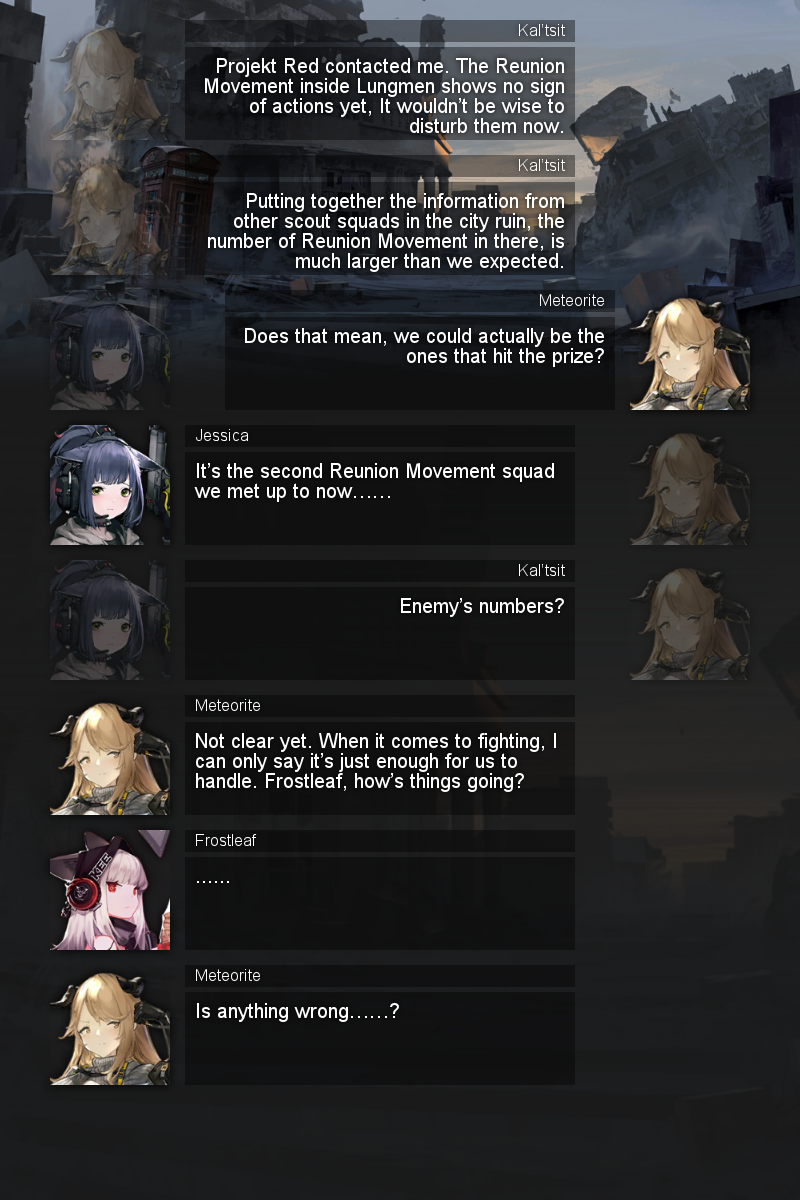 Kal'tsit
Projekt Red contacted me. The Reunion
Movement inside Lungmen shows no sign
of actions yet, It wouldn't be wise to
disturb them now.
Kal'tsit
Putting together the information from
other scout squads in the city ruin, the
number of Reunion Movement in there, is
much larger than we expected.
Meteorite
Does that mean, we could actually be the
ones that hit the prize?
Jessica
It's the second Reunion Movement squad
we met up to now……
Kal'tsit
Enemy's numbers?
Meteorite
Not clear yet. When it comes to fighting, I
can only say it's just enough for us to
handle. Frostleaf, how's things going?
Frostleaf
……
Meteorite
Is anything wrong……?